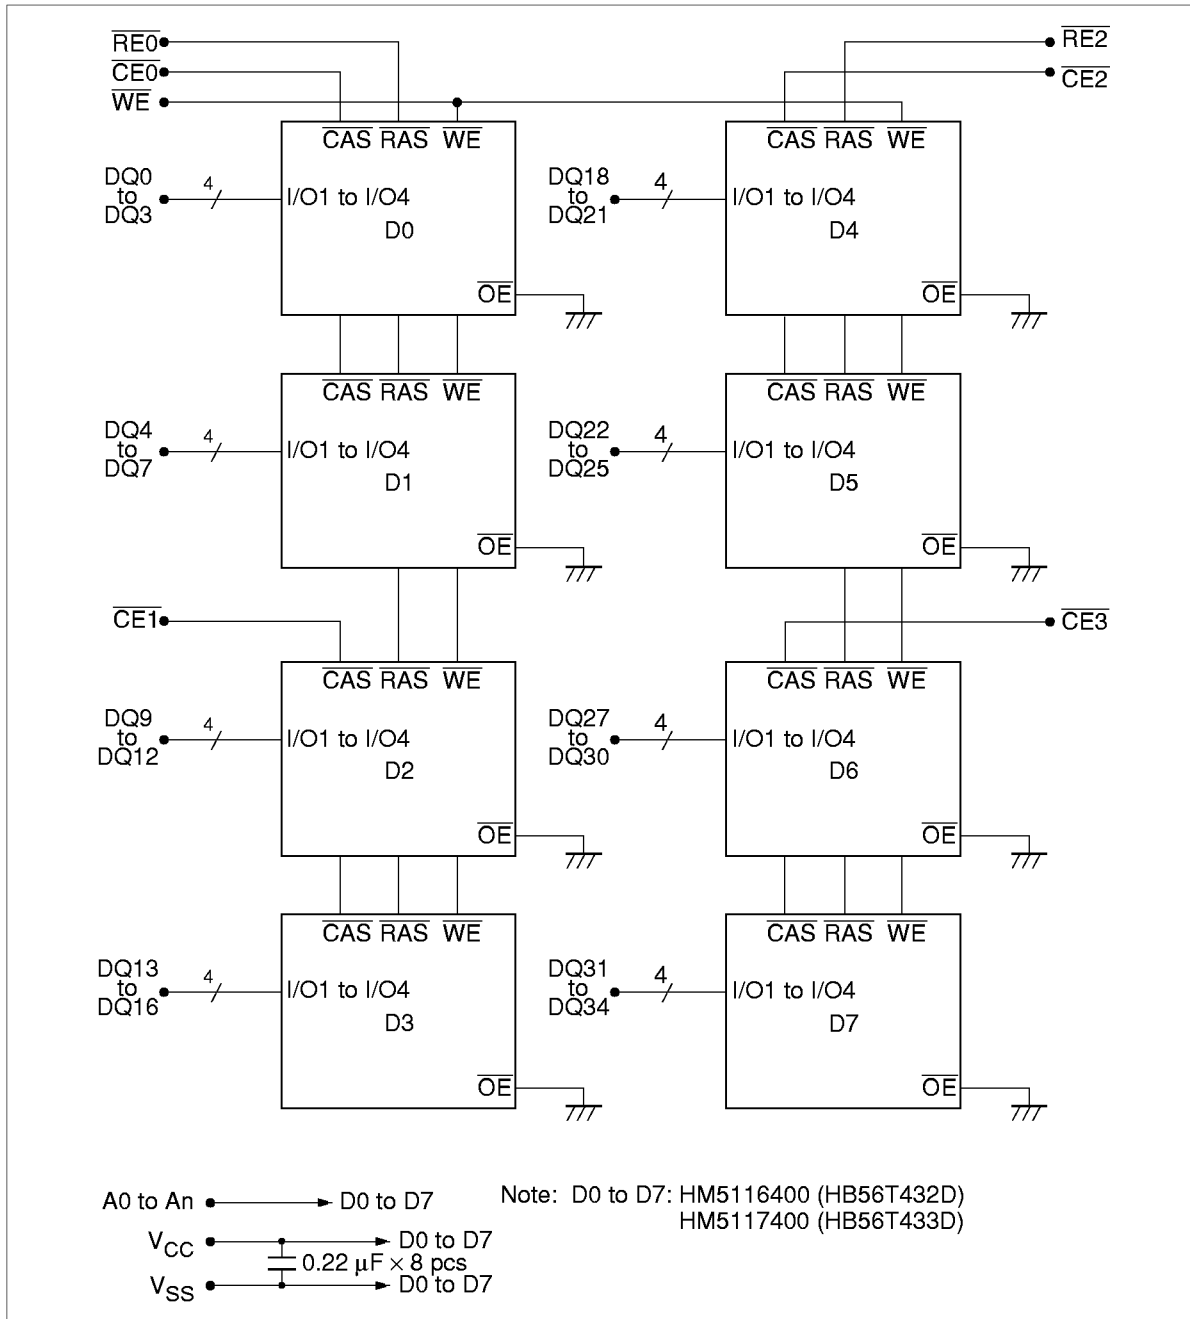 RE0
CE0
WE
RE2
CE2
CAS RAS WE
DQ0
to
DQ3
4
I/O1 to I/O4
D0
OE
CAS RAS WE
DQ18
to
DQ21
4
I/O1 to I/O4
D4
OE
CAS RAS WE
DQ4
to
DQ7
4
I/O1 to I/O4
D1
OE
CAS RAS WE
DQ22
to
DQ25
4
I/O1 to I/O4
D5
OE
CE1
CE3
CAS RAS WE
DQ9
to
DQ12
4
I/O1 to I/O4
D2
OE
CAS RAS WE
DQ27
to
DQ30
4
I/O1 to I/O4
D6
OE
CAS RAS WE
DQ13
to
DQ16
4
I/O1 to I/O4
D3
OE
CAS RAS WE
DQ31
to
DQ34
4
I/O1 to I/O4
D7
OE
A0 to An D0 to D7
VCC D0 to D7
0.22 μF × 8 pcs
VSS D0 to D7
Note: D0 to D7: HM5116400 (HB56T432D)
HM5117400 (HB56T433D)